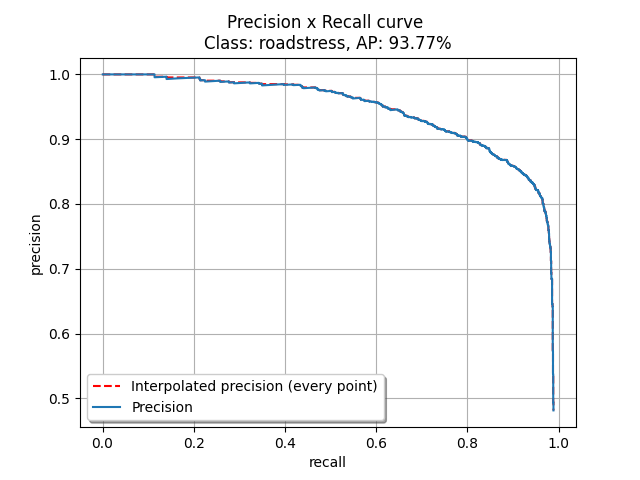 Precision x Recall curve
Class: roadstress, AP: 93.77%
precision
1.0
0.9
0.8
0.7
0.6
0.5
Interpolated precision (every point)
Precision
0.0 0.2 0.4 0.6 0.8 1.0
recall